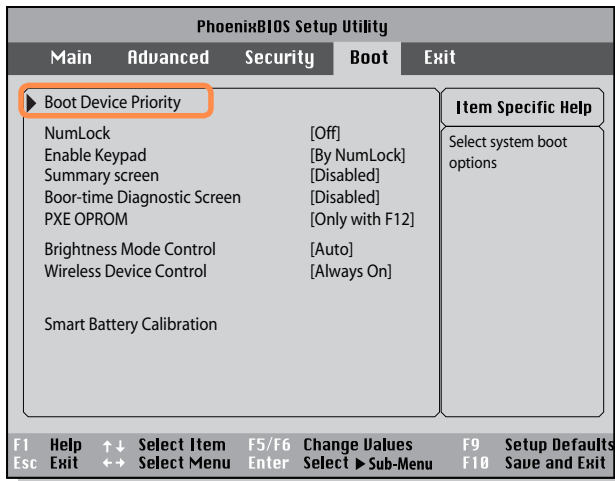 PhoenixBIOS Setup Utility
Main Advanced Security Boot Exit
Boot Device Priority
NumLock [Off]
Enable Keypad [By NumLock]
Summary screen [Disabled]
Boor-time Diagnostic Screen [Disabled]
PXE OPROM [Only with F12]
Brightness Mode Control [Auto]
Wireless Device Control [Always On]
Smart Battery Calibration
Item Specific Help
Select system boot
options
F1 Help ↑↓ Select Item F5/F6 Change Values F9 Setup Defaults
Esc Exit ←→ Select Menu Enter Select ▶ Sub-Menu F10 Save and Exit